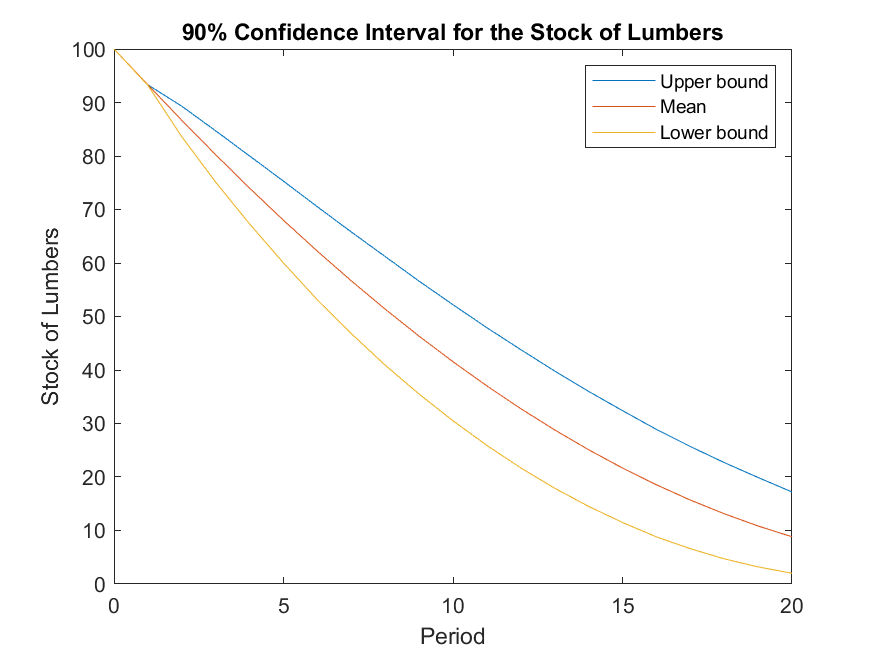 90% Confidence Interval for the Stock of Lumbers
Upper bound
Mean
Lower bound
Stock of Lumbers
100
90
80
70
60
50
40
30
20
10
0
0 5 10 15 20
Period